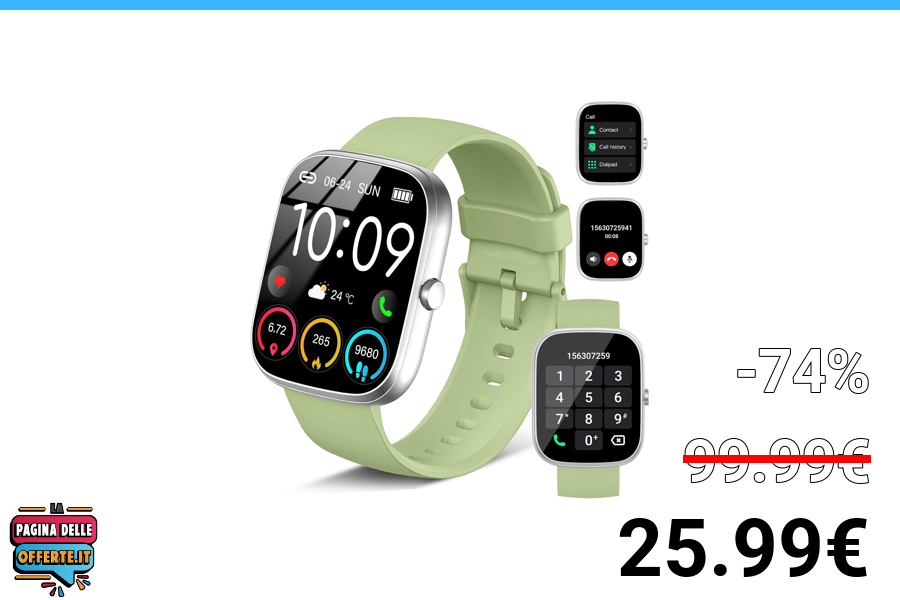 06-24 SUN
10:09
24 °C
6.72
265
9680
Call
Contact
Call history
Dialpad
15630725941
00:08
156307259
1 2 3
4 5 6
7* 8 9#
0+
-74%
99.99€
25.99€
LA
PAGINA DELLE
OFFERTE.IT